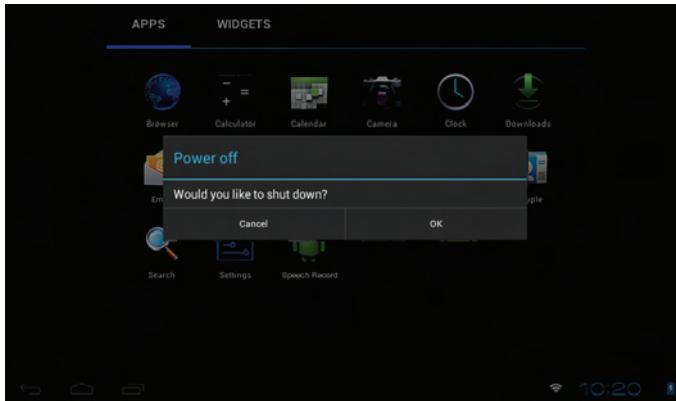 APPS WIDGETS
Browser Calculator Calendar Camera Clock Downloads
Power off
Would you like to shut down?
Cancel OK
Search Settings Speech Record
10:20